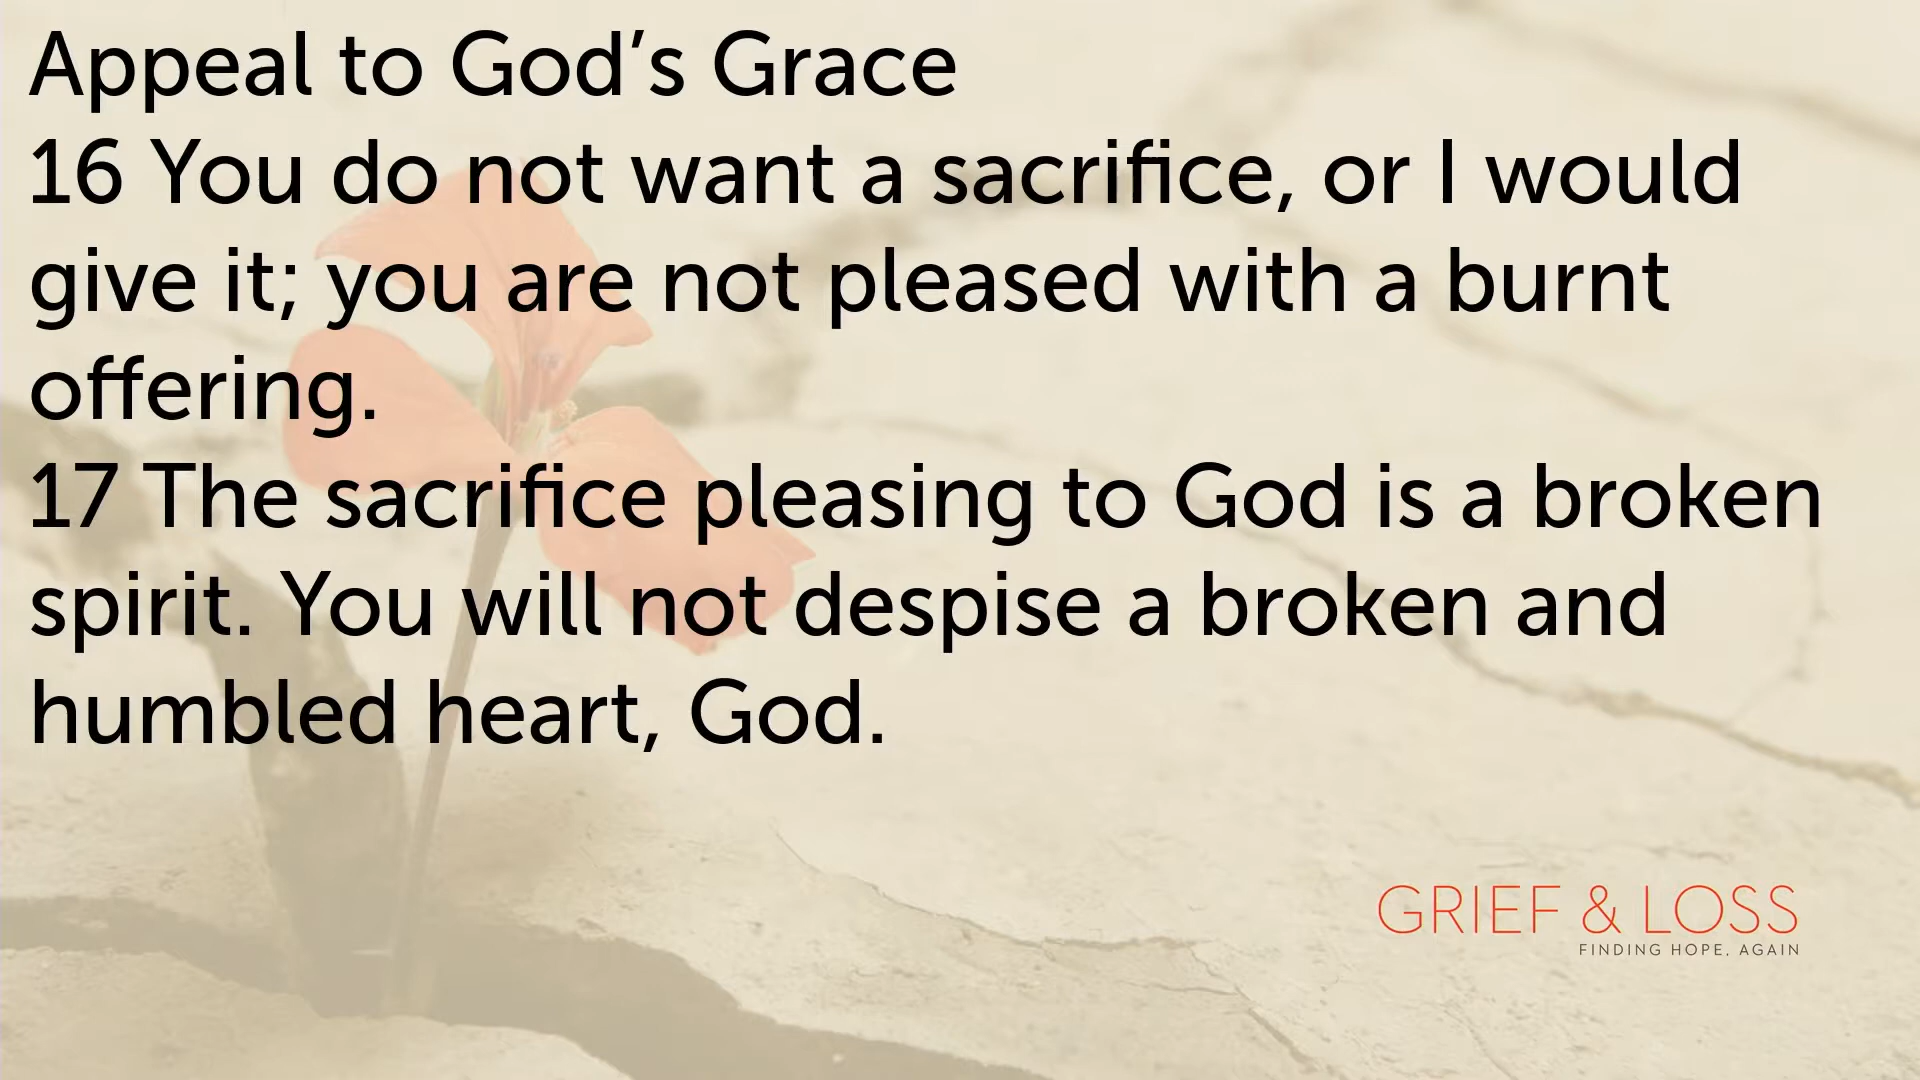 Appeal to God’s Grace
16 You do not want a sacrifice, or I would
give it; you are not pleased with a burnt
offering.
17 The sacrifice pleasing to God is a broken
spirit. You will not despise a broken and
humbled heart, God.
GRIEF & LOSS
FINDING HOPE. AGAIN